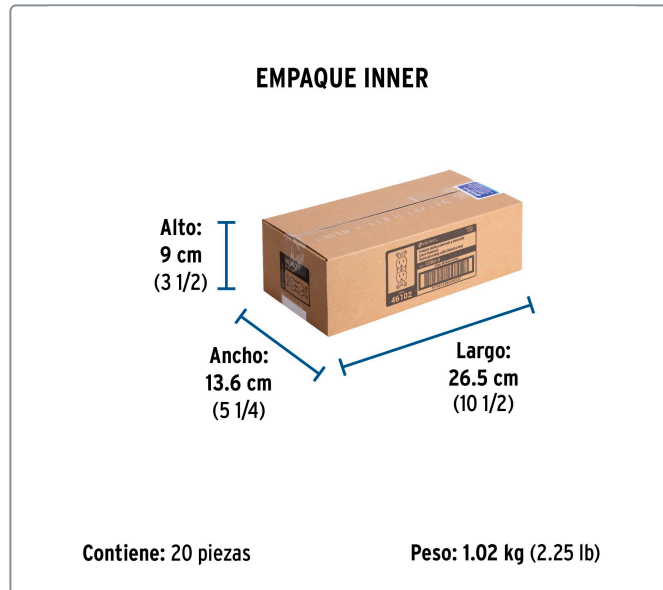 EMPAQUE INNER
Alto:
9 cm
(3 1/2)
46102
Ancho:
13.6 cm
(5 1/4)
Largo:
26.5 cm
(10 1/2)
Contiene: 20 piezas
Peso: 1.02 kg (2.25 lb)